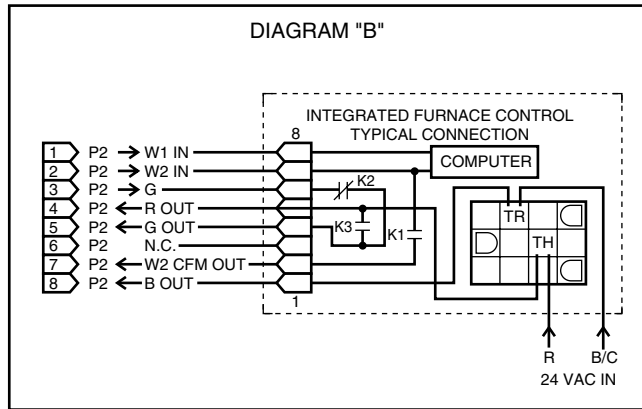 DIAGRAM "B"
INTEGRATED FURNACE CONTROL
TYPICAL CONNECTION
8
1 P2 W1 IN
COMPUTER
2 P2 W2 IN
3 P2 G
K2
4 P2 R OUT
TR
5 P2 G OUT
K3
K1
TH
6 P2 N.C.
7 P2 W2 CFM OUT
8 P2 B OUT
1
R B/C
24 VAC IN